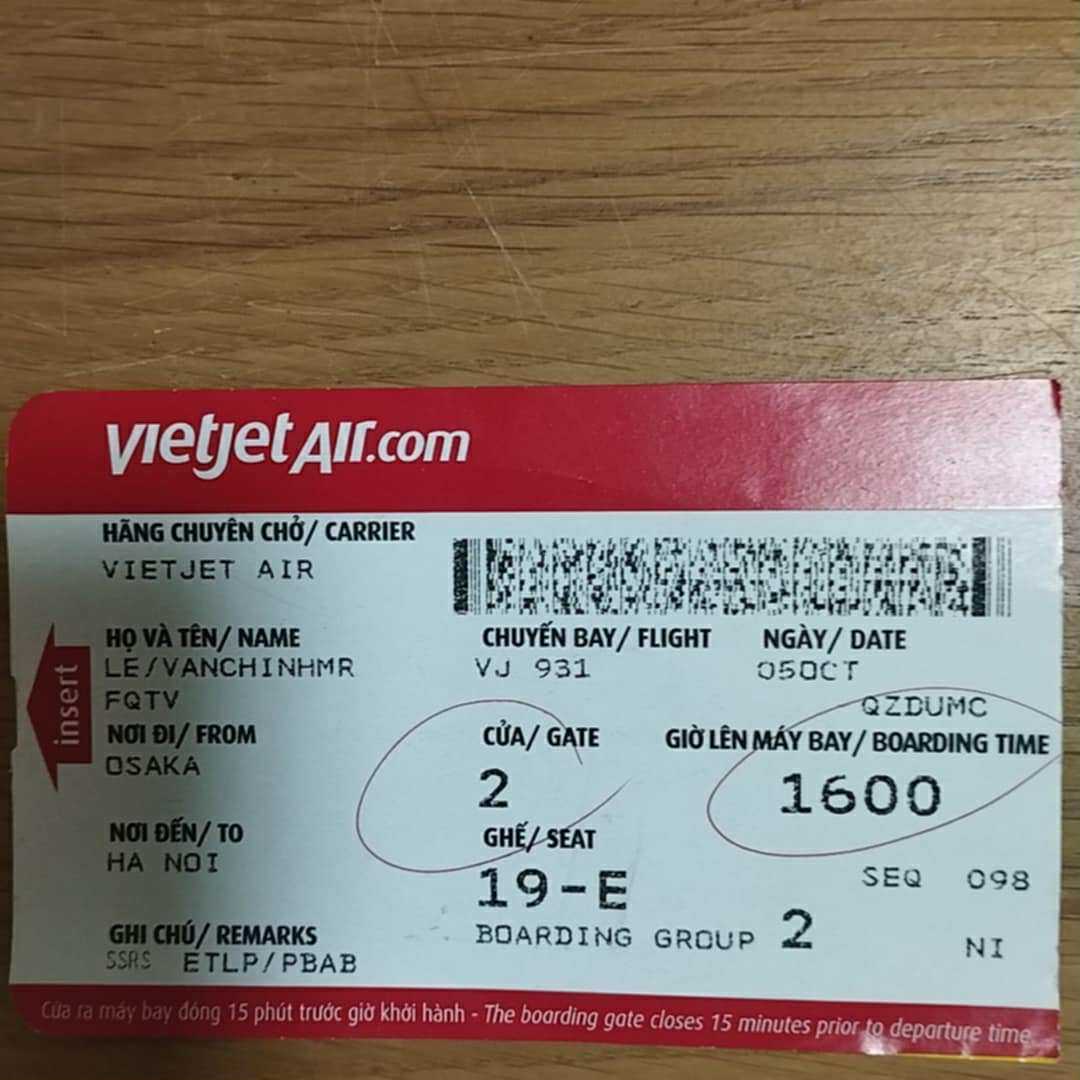 vietjetAir.com
HÃNG CHUYÊN CHỞ/ CARRIER
VIETJET AIR
HỌ VÀ TÊN/ NAME
LE/VANCHINHMR
FQTV
CHUYẾN BAY/ FLIGHT
VJ 931
NGÀY/ DATE
05OCT
QZDUMC
NƠI ĐI/ FROM
OSAKA
CỬA/ GATE
2
GIỜ LÊN MÁY BAY/ BOARDING TIME
1600
NƠI ĐẾN/ TO
HA NOI
GHẾ/ SEAT
19-E
SEQ 098
BOARDING GROUP 2
NI
GHI CHÚ/ REMARKS
SSRS ETLP/PBAB
insert
Cửa ra máy bay đóng 15 phút trước giờ khởi hành - The boarding gate closes 15 minutes prior to departure time